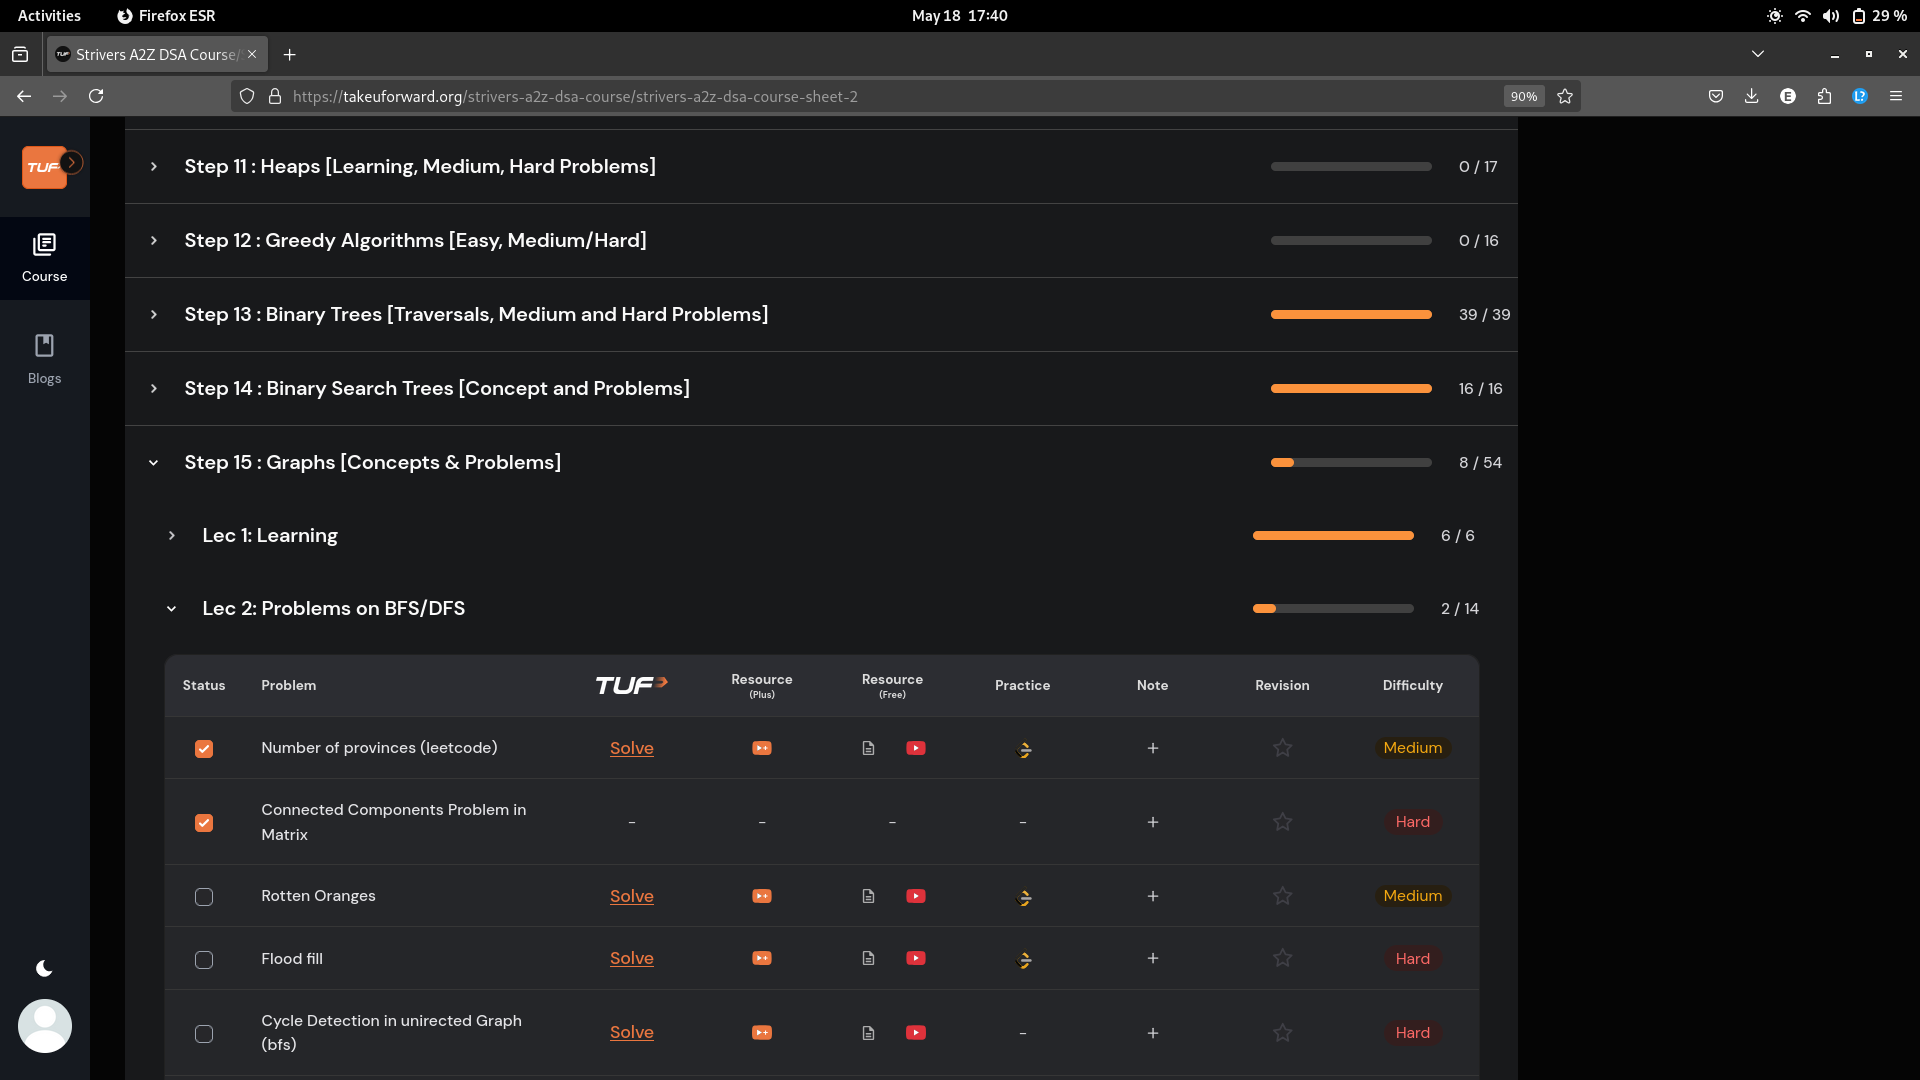 Activities Firefox ESR May 18 17:40 29 %
Strivers A2Z DSA Course/
https://takeuforward.org/strivers-a2z-dsa-course/strivers-a2z-dsa-course-sheet-2 90% E L?
TUF
Course
Blogs
Step 11 : Heaps [Learning, Medium, Hard Problems] 0 / 17
Step 12 : Greedy Algorithms [Easy, Medium/Hard] 0 / 16
Step 13 : Binary Trees [Traversals, Medium and Hard Problems] 39 / 39
Step 14 : Binary Search Trees [Concept and Problems] 16 / 16
Step 15 : Graphs [Concepts & Problems] 8 / 54
Lec 1: Learning 6 / 6
Lec 2: Problems on BFS/DFS 2 / 14
Status Problem TUF Resource (Plus) Resource (Free) Practice Note Revision Difficulty
Number of provinces (leetcode) Solve + Medium
Connected Components Problem in
Matrix - - - - + Hard
Rotten Oranges Solve + Medium
Flood fill Solve + Hard
Cycle Detection in unirected Graph
(bfs) Solve - + Hard